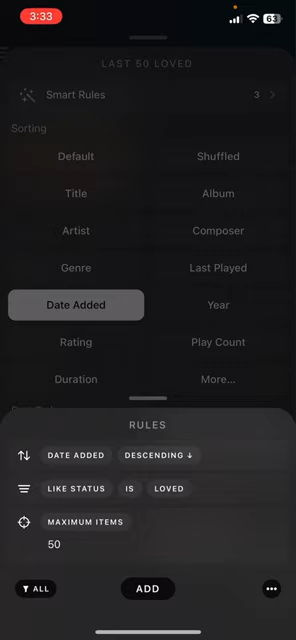 3:33
63
LAST 50 LOVED
Smart Rules 3
Sorting
Default Shuffled
Title Album
Artist Composer
Genre Last Played
Date Added Year
Rating Play Count
Duration More...
RULES
DATE ADDED DESCENDING ↓
LIKE STATUS IS LOVED
MAXIMUM ITEMS
50
ALL ADD